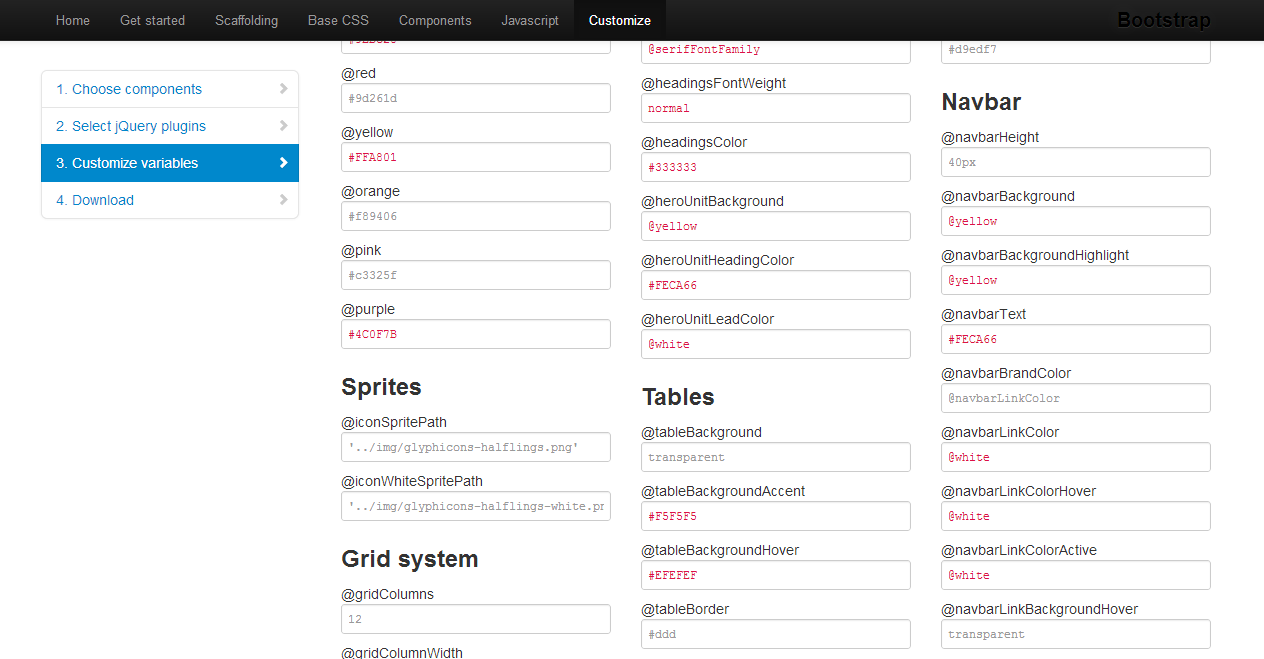 Home Get started Scaffolding Base CSS Components Javascript Customize Bootstrap
1. Choose components
2. Select jQuery plugins
3. Customize variables
4. Download
@red
#9d261d
@yellow
#FFA801
@orange
#f89406
@pink
#c3325f
@purple
#4C0F7B
Sprites
@iconSpritePath
'../img/glyphicons-halflings.png'
@iconWhiteSpritePath
'../img/glyphicons-halflings-white.pr
Grid system
@gridColumns
12
@gridColumnWidth
@serifFontFamily
@headingsFontWeight
normal
@headingsColor
#333333
@heroUnitBackground
@yellow
@heroUnitHeadingColor
#FECA66
@heroUnitLeadColor
@white
Tables
@tableBackground
transparent
@tableBackgroundAccent
#F5F5F5
@tableBackgroundHover
#EFEFEF
@tableBorder
#ddd
#d9edf7
Navbar
@navbarHeight
40px
@navbarBackground
@yellow
@navbarBackgroundHighlight
@yellow
@navbarText
#FECA66
@navbarBrandColor
@navbarLinkColor
@navbarLinkColor
@white
@navbarLinkColorHover
@white
@navbarLinkColorActive
@white
@navbarLinkBackgroundHover
transparent